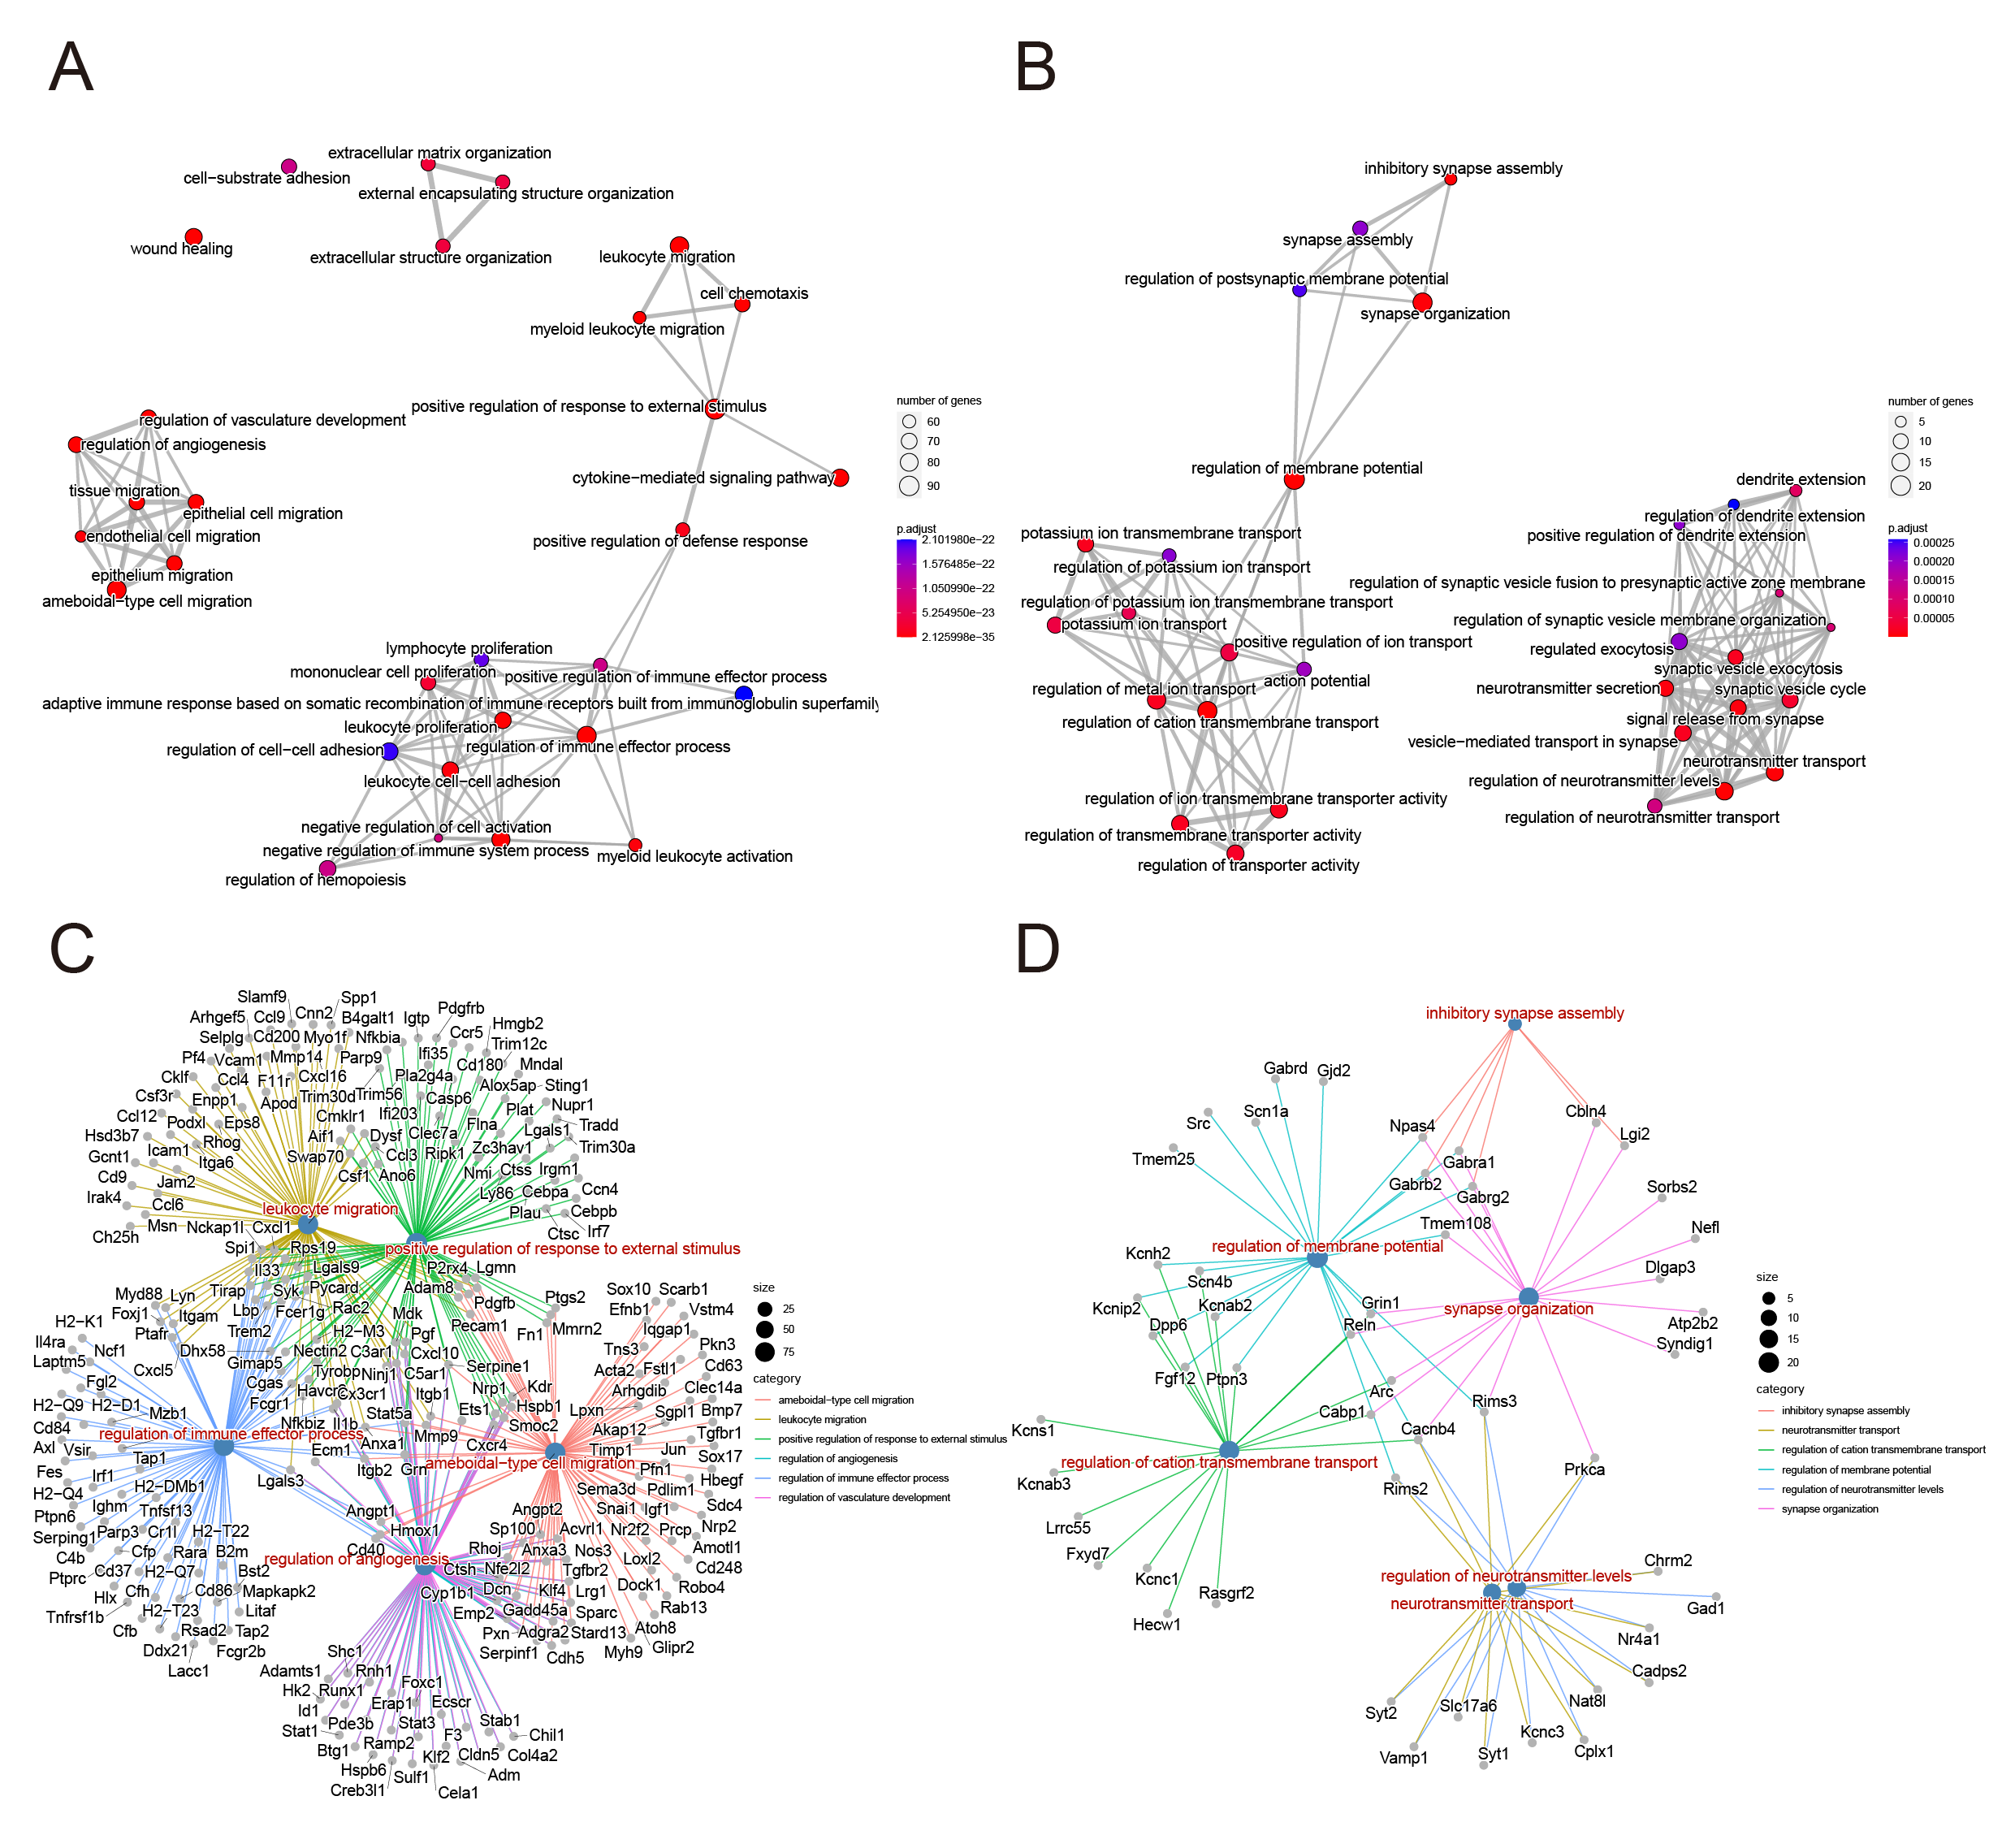 A
extracellular matrix organization
cell−substrate adhesion
external encapsulating structure organization
wound healing
extracellular structure organization
leukocyte migration
cell chemotaxis
myeloid leukocyte migration
positive regulation of response to external stimulus
regulation of vasculature development
regulation of angiogenesis
cytokine−mediated signaling pathway
tissue migration
epithelial cell migration
endothelial cell migration
positive regulation of defense response
epithelium migration
ameboidal−type cell migration
lymphocyte proliferation
mononuclear cell proliferation
positive regulation of immune effector process
adaptive immune response based on somatic recombination of immune receptors built from immunoglobulin superfamily
leukocyte proliferation
regulation of cell−cell adhesion
regulation of immune effector process
leukocyte cell−cell adhesion
negative regulation of cell activation
negative regulation of immune system process
myeloid leukocyte activation
regulation of hemopoiesis
number of genes
60
70
80
90
p.adjust
2.101980e−22
1.576485e−22
1.050990e−22
5.254950e−23
2.125998e−35
B
inhibitory synapse assembly
synapse assembly
regulation of postsynaptic membrane potential
synapse organization
regulation of membrane potential
dendrite extension
regulation of dendrite extension
positive regulation of dendrite extension
potassium ion transmembrane transport
regulation of potassium ion transport
regulation of synaptic vesicle fusion to presynaptic active zone membrane
regulation of potassium ion transmembrane transport
potassium ion transport
regulation of synaptic vesicle membrane organization
positive regulation of ion transport
regulated exocytosis
synaptic vesicle exocytosis
action potential
regulation of metal ion transport
neurotransmitter secretion
synaptic vesicle cycle
regulation of cation transmembrane transport
signal release from synapse
vesicle−mediated transport in synapse
neurotransmitter transport
regulation of neurotransmitter levels
regulation of ion transmembrane transporter activity
regulation of neurotransmitter transport
regulation of transmembrane transporter activity
regulation of transporter activity
number of genes
5
10
15
20
p.adjust
0.00025
0.00020
0.00015
0.00010
0.00005
C
Slamf9
Spp1
Arhgef5
Ccl9
Cnn2
B4galt1
Igtp
Pdgfrb
Selplg
Cd200
Myo1f
Nfkbia
Ccr5
Hmgb2
Pf4
Vcam1
Mmp14
Parp9
Ifi35
Cd180
Trim12c
Cklf
Ccl4
F11r
Cxcl16
Pla2g4a
Mndal
Csf3r
Enpp1
Apod
Trim30d
Trim56
Casp6
Alox5ap
Sting1
Ccl12
Podxl
Eps8
Cmklr1
Ifi203
Flna
Plat
Nupr1
Hsd3b7
Rhog
Aif1
Dysf
Clec7a
Lgals1
Tradd
Gcnt1
Icam1
Itga6
Swap70
Ccl3
Ripk1
Zc3hav1
Trim30a
Cd9
Jam2
Csf1
Ano6
Nmi
Ctss
Irgm1
Irak4
Ccl6
Ly86
Cebpa
Ccn4
Ch25h
Msn
Nckap1l
Cxcl1
leukocyte migration
Plau
Cebpb
Ctsc
Irf7
Spi1
Rps19
positive regulation of response to external stimulus
Il33
Lgals9
P2rx4
Lgmn
Myd88
Lyn
Tirap
Syk
Pycard
Adam8
Pdgfb
Ptgs2
Sox10
Scarb1
Foxj1
Itgam
Lbp
Fcer1g
Rac2
Mdk
Pecam1
Mmrn2
Efnb1
Vstm4
H2−K1
Ptafr
Trem2
H2−M3
Pgf
Fn1
Iqgap1
Il4ra
Ncf1
Dhx58
Nectin2
C3ar1
Cxcl10
Tns3
Pkn3
Laptm5
Cxcl5
Gimap5
Tyrobp
Ninj1
C5ar1
Serpine1
Acta2
Fstl1
Cd63
Fgl2
Cgas
Havcr2
Cx3cr1
Itgb1
Nrp1
Kdr
Arhgdib
Clec14a
H2−Q9
H2−D1
Mzb1
Fcgr1
Stat5a
Ets1
Hspb1
Lpxn
Sgpl1
Bmp7
Cd84
Nfkbiz
Il1b
Smoc2
Akap12
Tgfbr1
regulation of immune effector process
Axl
Vsir
Tap1
Ecm1
Anxa1
Mmp9
Cxcr4
Timp1
Jun
Sox17
Fes
Irf1
Lgals3
Itgb2
Grn
ameboidal−type cell migration
Pfn1
Hbegf
H2−Q4
H2−DMb1
Sema3d
Pdlim1
Ptpn6
Ighm
Tnfsf13
Angpt1
Angpt2
Snai1
Igf1
Sdc4
Serping1
Parp3
Cr1l
H2−T22
Hmox1
Sp100
Acvrl1
Nr2f2
Prcp
Nrp2
C4b
Cfp
Rara
B2m
Cd40
Rhoj
Anxa3
Nos3
Loxl2
Amotl1
regulation of angiogenesis
Ptprc
Cd37
H2−Q7
Bst2
Ctsh
Nfe2l2
Tgfbr2
Cd248
Hlx
Cfh
Cd86
Mapkapk2
Cyp1b1
Dcn
Klf4
Lrg1
Dock1
Robo4
Tnfrsf1b
H2−T23
Litaf
Emp2
Gadd45a
Sparc
Rab13
Cfb
Rsad2
Tap2
Pxn
Adgra2
Stard13
Atoh8
Ddx21
Fcgr2b
Serpinf1
Cdh5
Myh9
Glipr2
Lacc1
Shc1
Adamts1
Rnh1
Foxc1
Hk2
Runx1
Erap1
Ecscr
Id1
Pde3b
Stat3
F3
Stab1
Chil1
Stat1
Ramp2
Klf2
Cldn5
Col4a2
Btg1
Hspb6
Sulf1
Adm
Creb3l1
Cela1
size
25
50
75
category
ameboidal−type cell migration
leukocyte migration
positive regulation of response to external stimulus
regulation of angiogenesis
regulation of immune effector process
regulation of vasculature development
D
inhibitory synapse assembly
Gabrd
Gjd2
Src
Scn1a
Npas4
Cbln4
Lgi2
Tmem25
Gabra1
Gabrb2
Gabrg2
Sorbs2
Tmem108
Nefl
regulation of membrane potential
Kcnh2
Scn4b
Dlgap3
Kcnip2
Kcnab2
Grin1
synapse organization
Dpp6
Reln
Atp2b2
Syndig1
Fgf12
Ptpn3
Arc
Kcns1
Cabp1
Rims3
Cacnb4
regulation of cation transmembrane transport
Prkca
Kcnab3
Rims2
Lrrc55
Fxyd7
Kcnc1
Rasgrf2
Chrm2
regulation of neurotransmitter levels
neurotransmitter transport
Gad1
Hecw1
Nr4a1
Cadps2
Syt2
Slc17a6
Nat8l
Vamp1
Syt1
Kcnc3
Cplx1
size
5
10
15
20
category
inhibitory synapse assembly
neurotransmitter transport
regulation of cation transmembrane transport
regulation of membrane potential
regulation of neurotransmitter levels
synapse organization